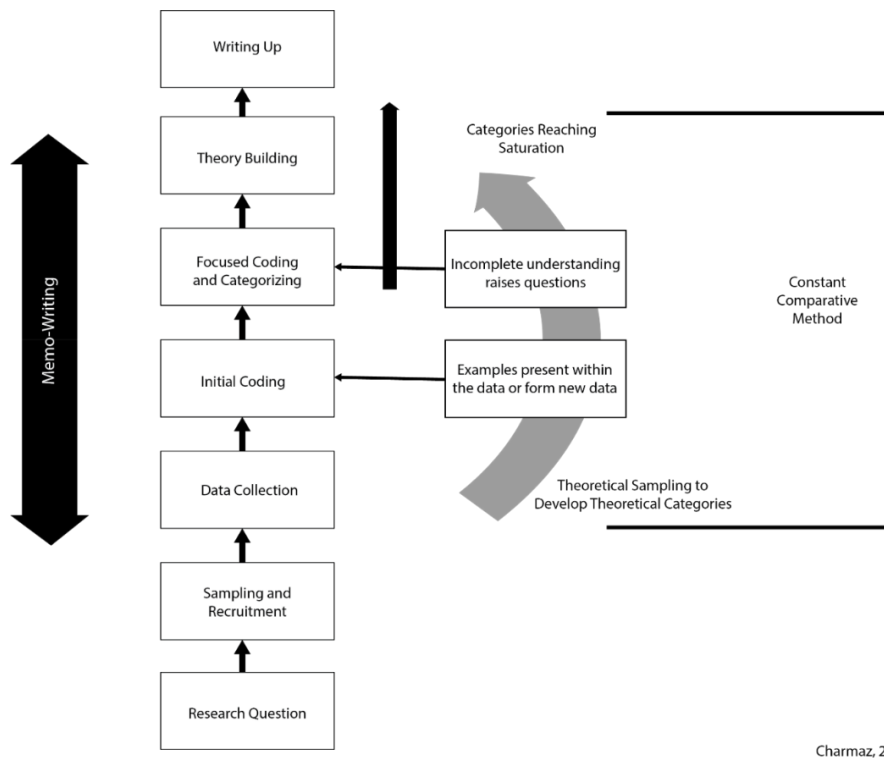 Writing Up
Theory Building
Categories Reaching
Saturation
Focused Coding
and Categorizing
Incomplete understanding
raises questions
Constant
Comparative
Method
Memo-Writing
Initial Coding
Examples present within
the data or form new data
Data Collection
Theoretical Sampling to
Develop Theoretical Categories
Sampling and
Recruitment
Research Question
Charmaz, 2